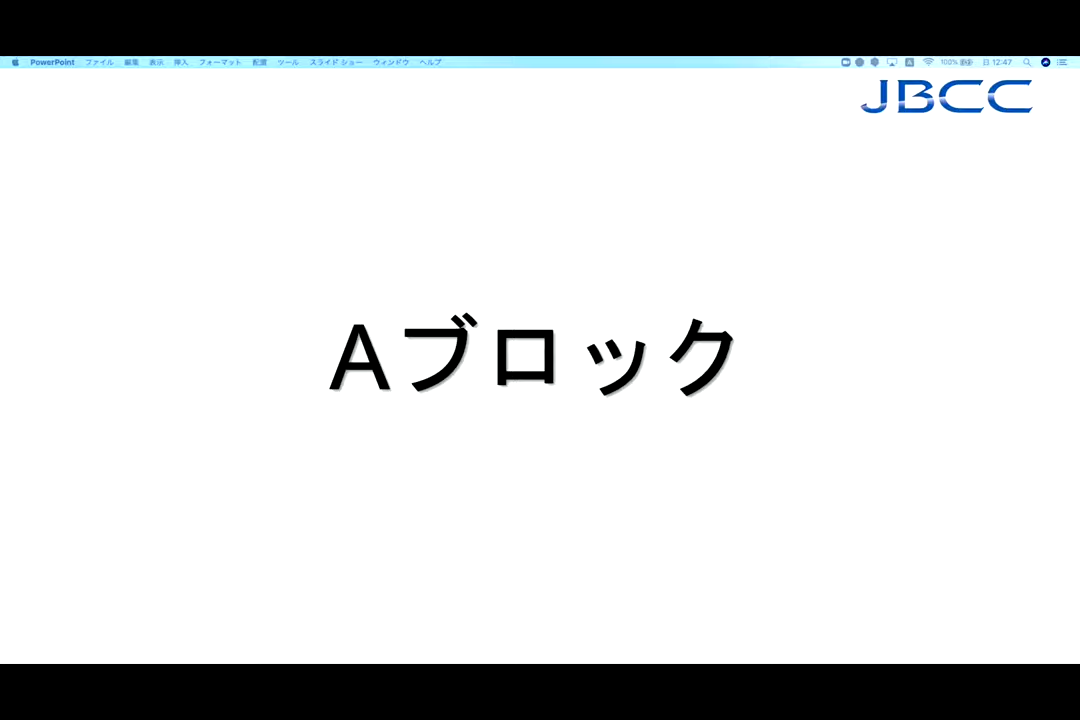 PowerPoint ファイル 編集 表示 挿入 フォーマット 配置 ツール スライド ショー ウィンドウ ヘルプ A 100% 日 12:47
JBCC
Aブロック